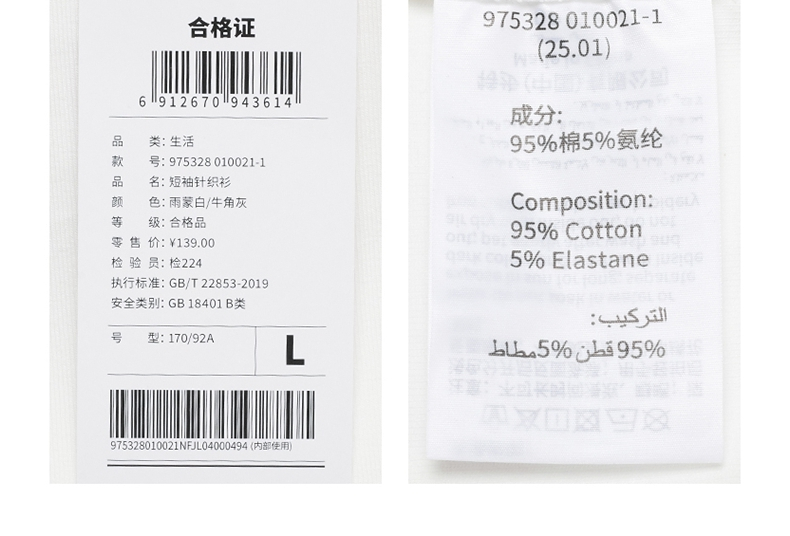 合格证
6 912670 943614
品 类: 生活
款 号: 975328 010021-1
品 名: 短袖针织衫
颜 色: 雨蒙白/牛角灰
等 级: 合格品
零 售 价: ¥139.00
检 验 员: 检224
执行标准: GB/T 22853-2019
安全类别: GB 18401 B类
号 型: 170/92A
L
975328010021NFJL04000494 (内部使用)
975328 010021-1
(25.01)
成分:
95%棉5%氨纶
Composition:
95% Cotton
5% Elastane
التركيب:
95%قطن 5%مطاط